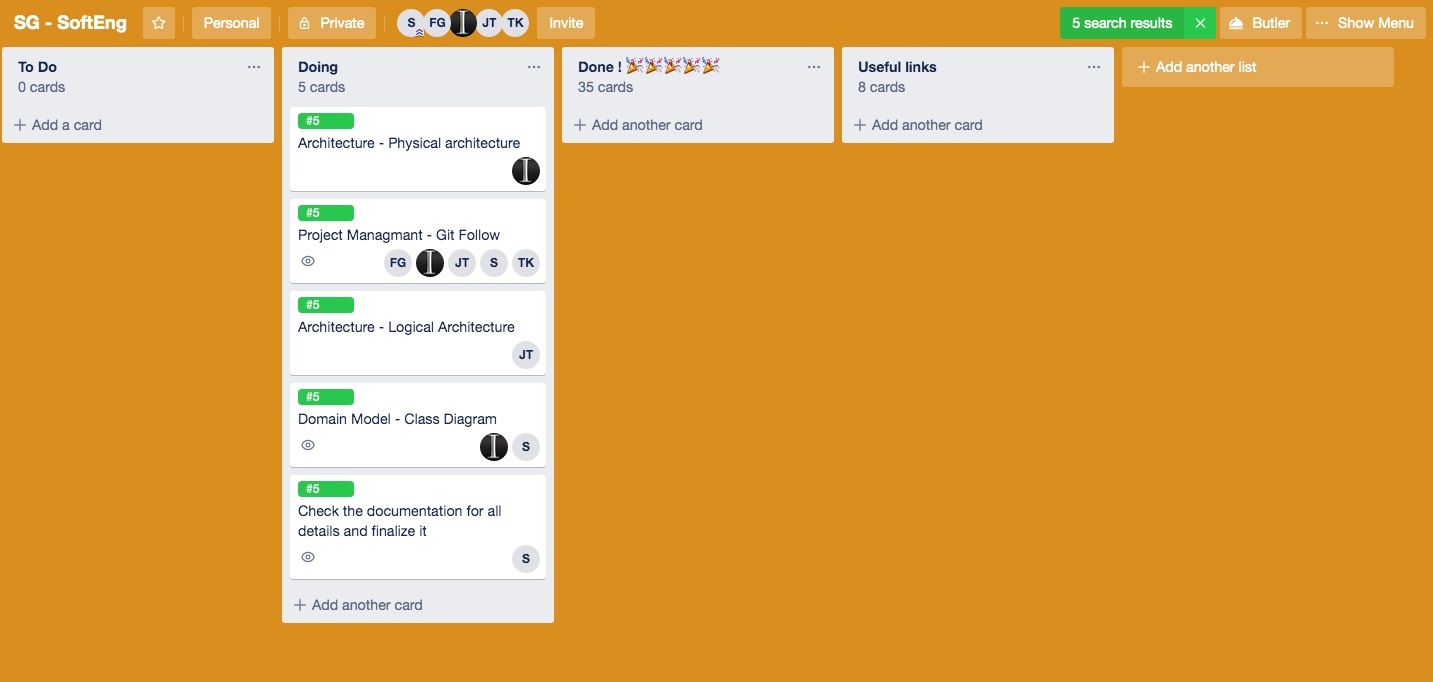 SG - SoftEng
Personal
Private
S FG I JT TK
Invite
5 search results
Butler
Show Menu
To Do
0 cards
Add a card
Doing
5 cards
#5
Architecture - Physical architecture
I
#5
Project Managmant - Git Follow
FG I JT S TK
#5
Architecture - Logical Architecture
JT
#5
Domain Model - Class Diagram
I S
#5
Check the documentation for all
details and finalize it
S
Add another card
Done ! 🎉🎉🎉🎉🎉
35 cards
Add another card
Useful links
8 cards
Add another card
Add another list